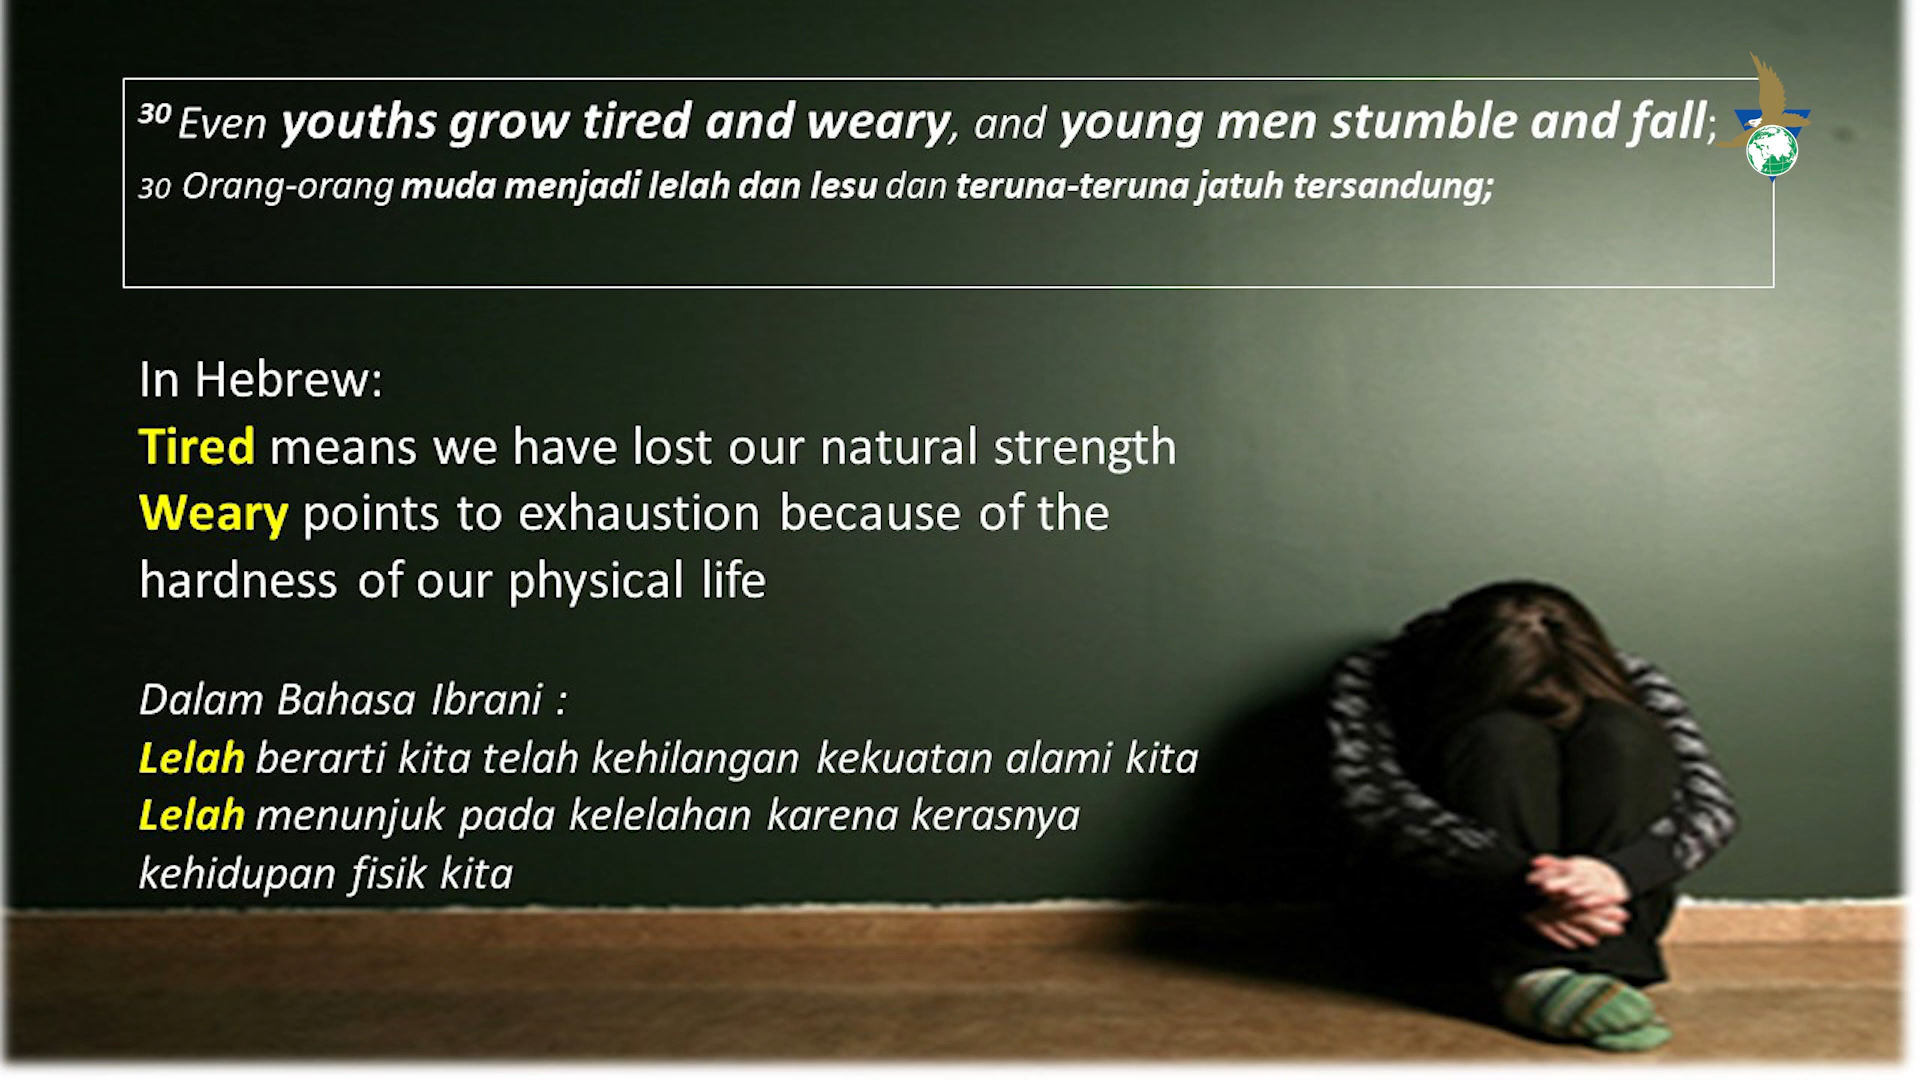 30 Even youths grow tired and weary, and young men stumble and fall;
30 Orang-orang muda menjadi lelah dan lesu dan teruna-teruna jatuh tersandung;
In Hebrew:
Tired means we have lost our natural strength
Weary points to exhaustion because of the
hardness of our physical life
Dalam Bahasa Ibrani :
Lelah berarti kita telah kehilangan kekuatan alami kita
Lelah menunjuk pada kelelahan karena kerasnya
kehidupan fisik kita